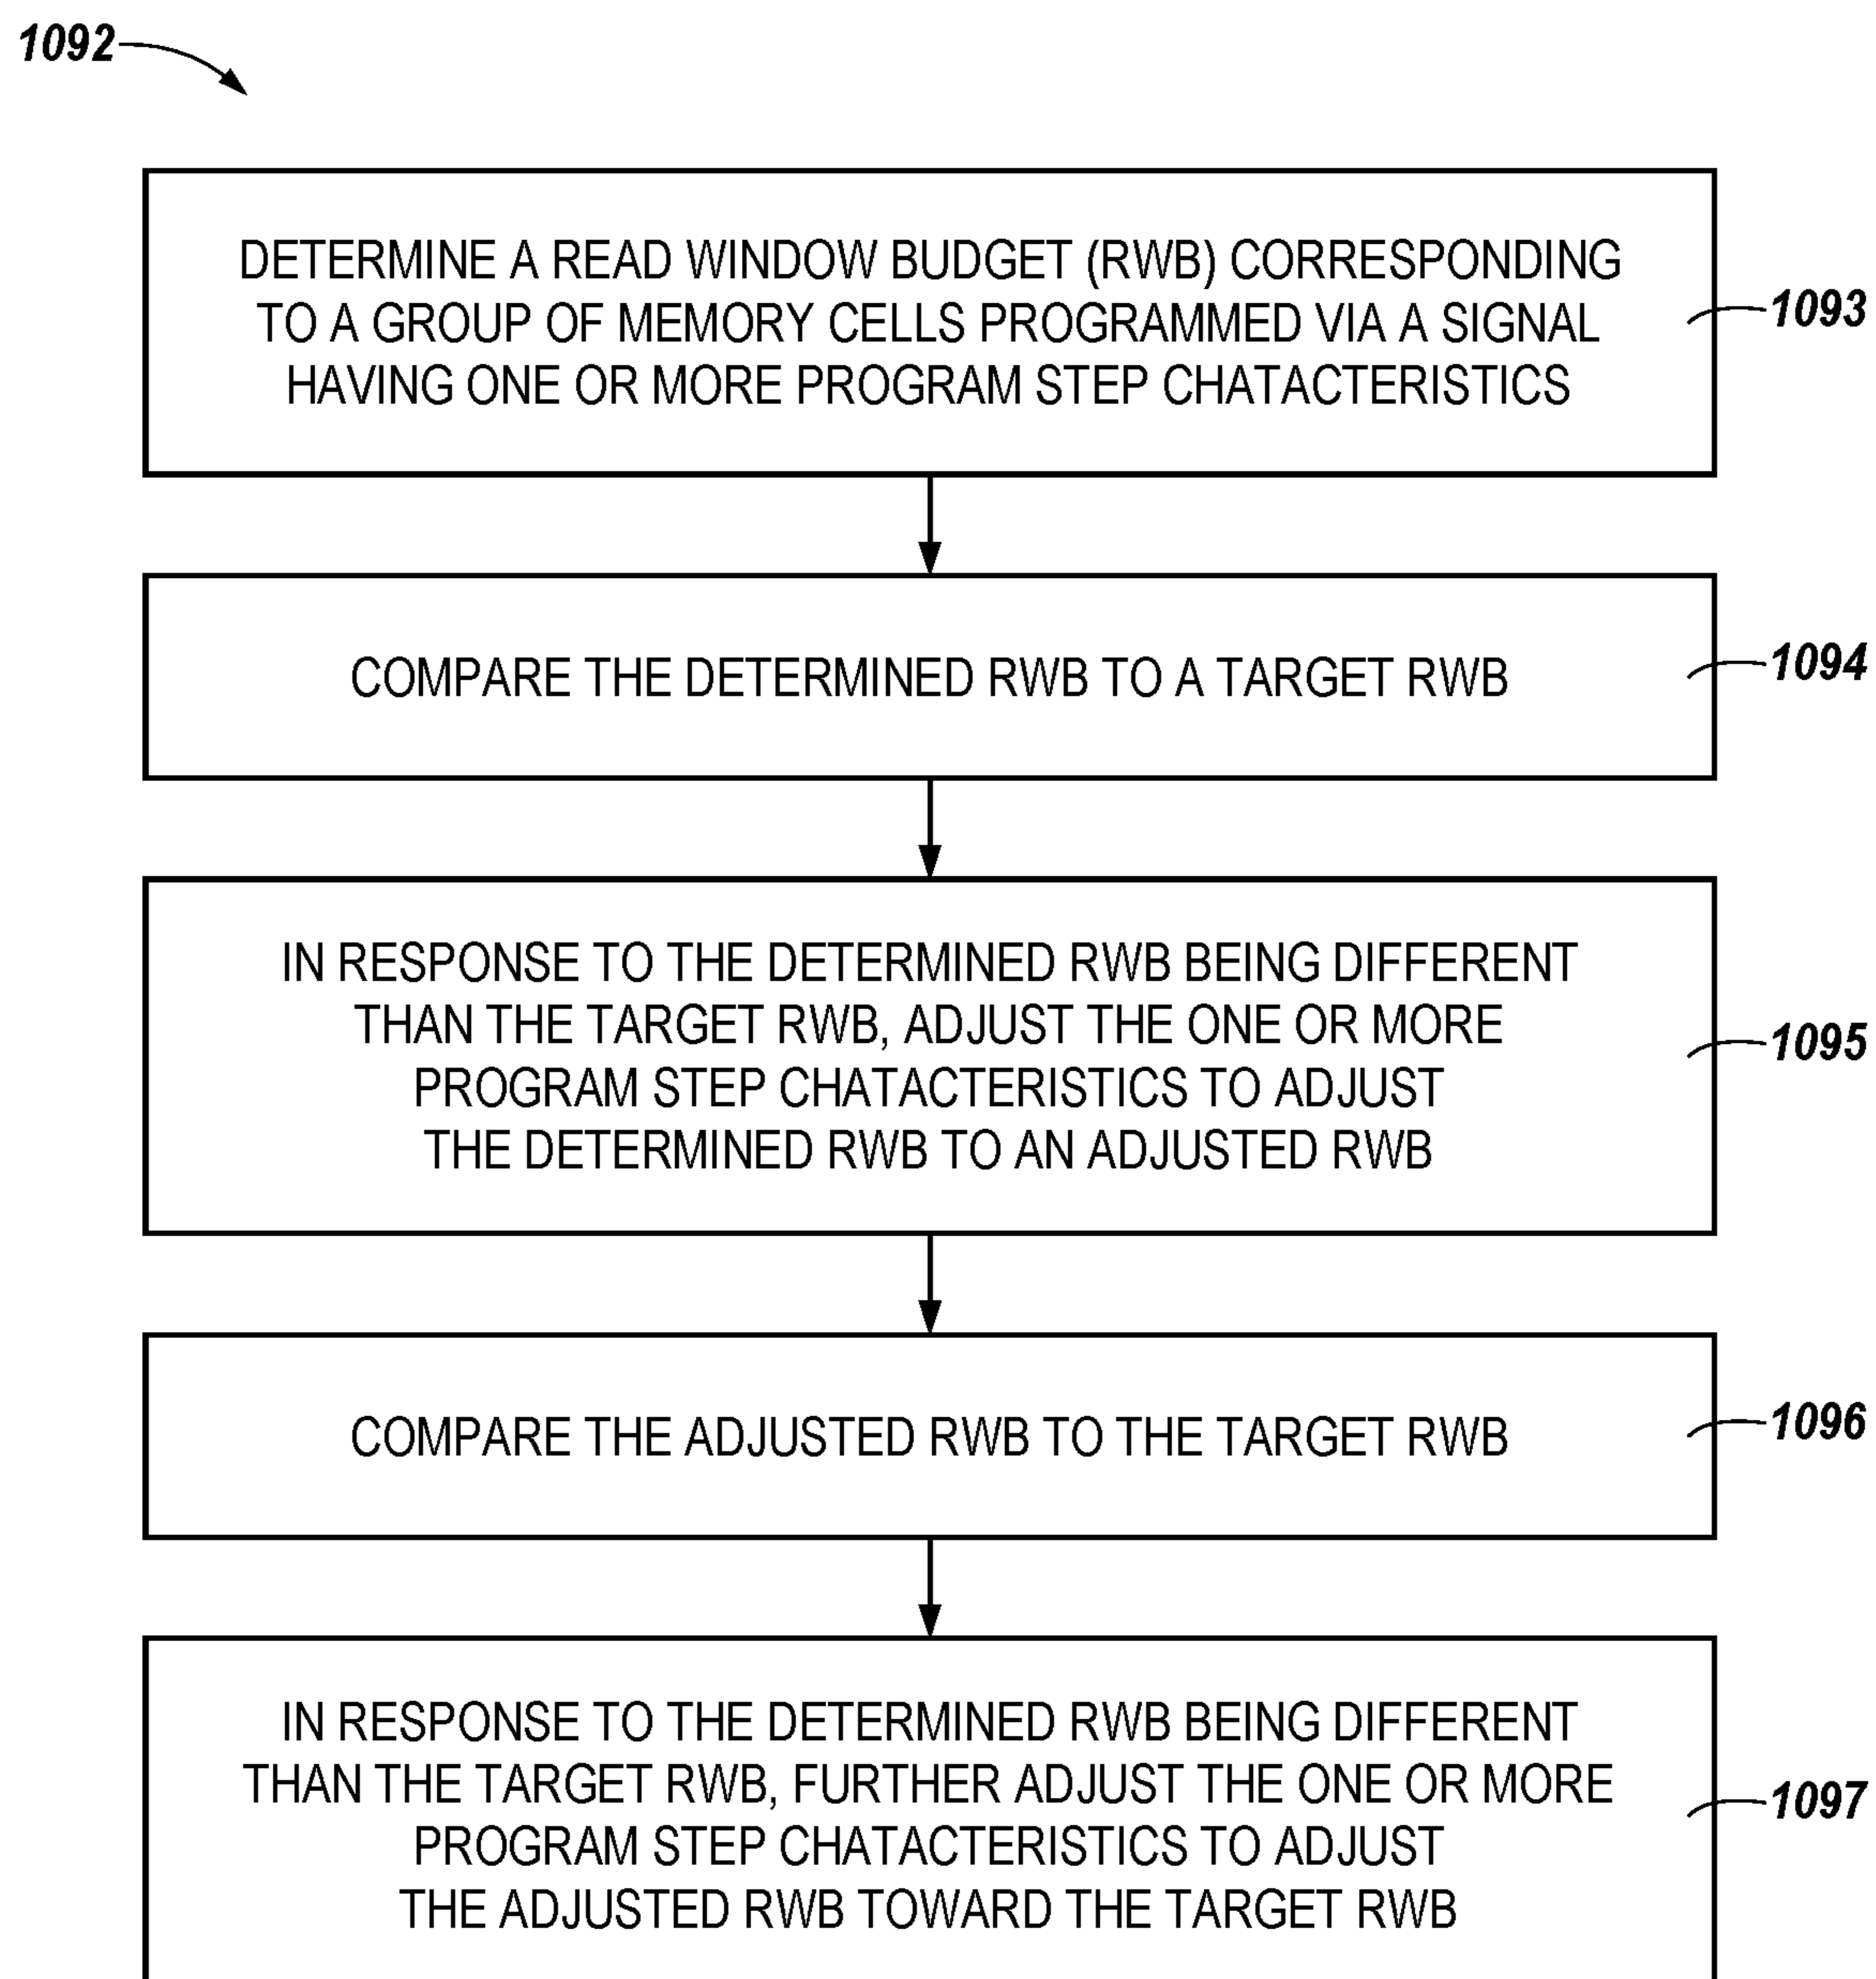 1092
DETERMINE A READ WINDOW BUDGET (RWB) CORRESPONDING
TO A GROUP OF MEMORY CELLS PROGRAMMED VIA A SIGNAL
HAVING ONE OR MORE PROGRAM STEP CHATACTERISTICS
1093
COMPARE THE DETERMINED RWB TO A TARGET RWB
1094
IN RESPONSE TO THE DETERMINED RWB BEING DIFFERENT
THAN THE TARGET RWB, ADJUST THE ONE OR MORE
PROGRAM STEP CHATACTERISTICS TO ADJUST
THE DETERMINED RWB TO AN ADJUSTED RWB
1095
COMPARE THE ADJUSTED RWB TO THE TARGET RWB
1096
IN RESPONSE TO THE DETERMINED RWB BEING DIFFERENT
THAN THE TARGET RWB, FURTHER ADJUST THE ONE OR MORE
PROGRAM STEP CHATACTERISTICS TO ADJUST
THE ADJUSTED RWB TOWARD THE TARGET RWB
1097